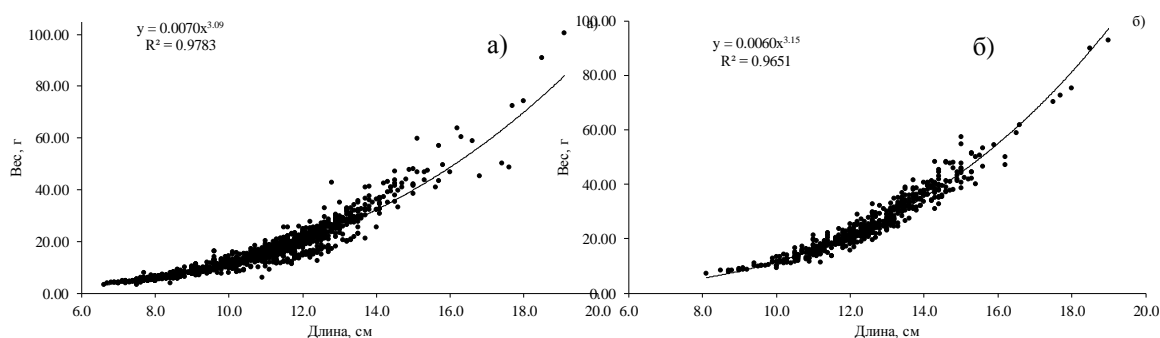 y = 0.0070x^3.09
R² = 0.9783
а)
а)
Вес, г
100.00
80.00
60.00
40.00
20.00
0.00
6.0 8.0 10.0 12.0 14.0 16.0 18.0 20.0
Длина, см
y = 0.0060x^3.15
R² = 0.9651
б)
б)
Вес, г
100.00
80.00
60.00
40.00
20.00
0.00
6.0 8.0 10.0 12.0 14.0 16.0 18.0 20.0
Длина, см